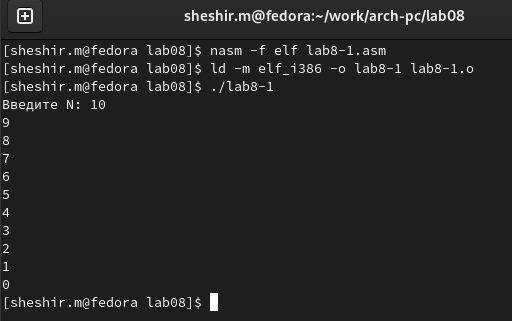 sheshir.m@fedora:~/work/arch-pc/lab08
[sheshir.m@fedora lab08]$ nasm -f elf lab8-1.asm
[sheshir.m@fedora lab08]$ ld -m elf_i386 -o lab8-1 lab8-1.o
[sheshir.m@fedora lab08]$ ./lab8-1
Введите N: 10
9
8
7
6
5
4
3
2
1
0
[sheshir.m@fedora lab08]$